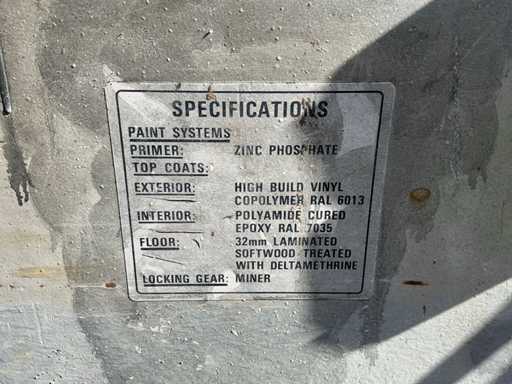 SPECIFICATIONS
PAINT SYSTEMS
PRIMER: ZINC PHOSPHATE
TOP COATS:
EXTERIOR: HIGH BUILD VINYL
COPOLYMER RAL 6013
INTERIOR: POLYAMIDE CURED
EPOXY RAL 7035
FLOOR: 32mm LAMINATED
SOFTWOOD TREATED
WITH DELTAMETHRINE
LOCKING GEAR: MINER